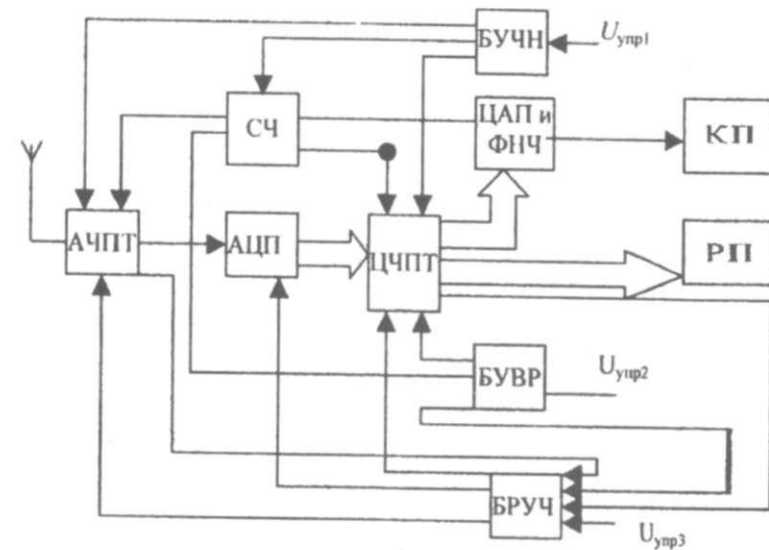 БУЧН
Uупр1
СЧ
ЦАП и
ФНЧ
КП
АЧПТ
АЦП
ЦЧПТ
РП
БУВР
Uупр2
БРУЧ
Uупр3